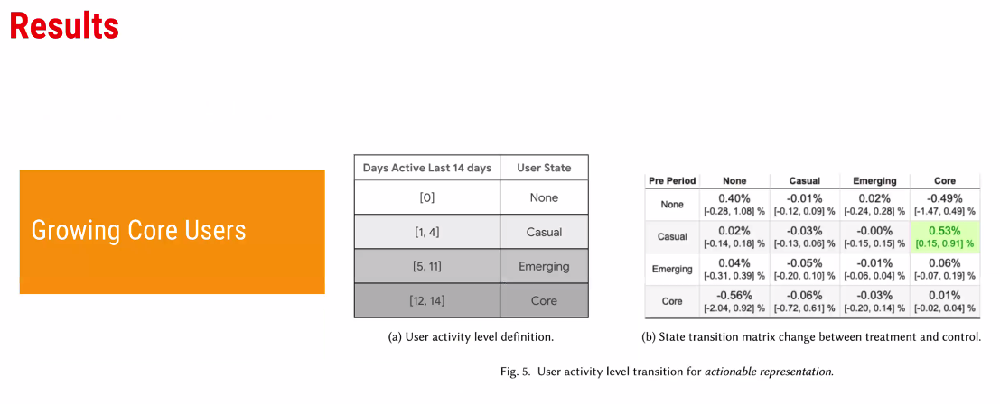 Results
Growing Core Users
Days Active Last 14 days User State
[0] None
[1, 4] Casual
[5, 11] Emerging
[12, 14] Core
(a) User activity level definition.
Pre Period None Casual Emerging Core
None 0.40% -0.01% 0.02% -0.49%
[-0.28, 1.08] % [-0.12, 0.09] % [-0.24, 0.28] % [-1.47, 0.49] %
Casual 0.02% -0.03% -0.00% 0.53%
[-0.14, 0.18] % [-0.13, 0.06] % [-0.15, 0.15] % [0.15, 0.91] %
Emerging 0.04% -0.05% -0.01% 0.06%
[-0.31, 0.39] % [-0.20, 0.10] % [-0.06, 0.04] % [-0.07, 0.19] %
Core -0.56% -0.06% -0.03% 0.01%
[-2.04, 0.92] % [-0.72, 0.61] % [-0.20, 0.14] % [-0.02, 0.04] %
(b) State transition matrix change between treatment and control.
Fig. 5. User activity level transition for actionable representation.